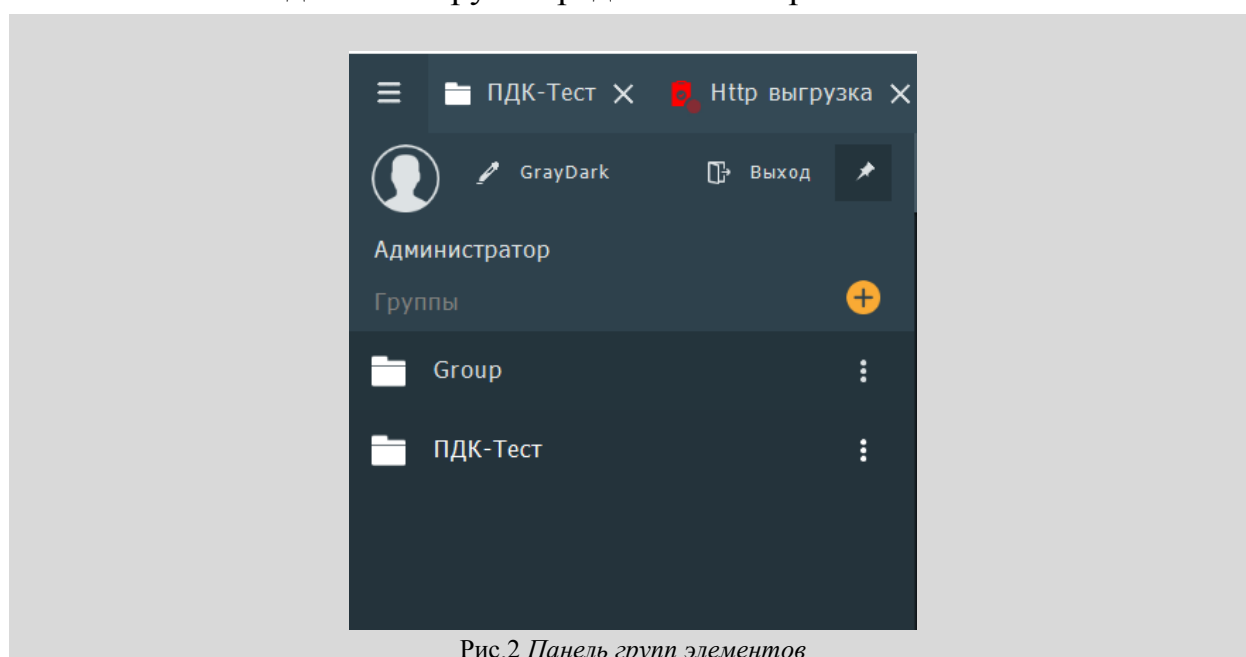 ПДК-Тест Http выгрузка
GrayDark Выход
Администратор
Группы
Group
ПДК-Тест
Рис.2 Панель групп элементов